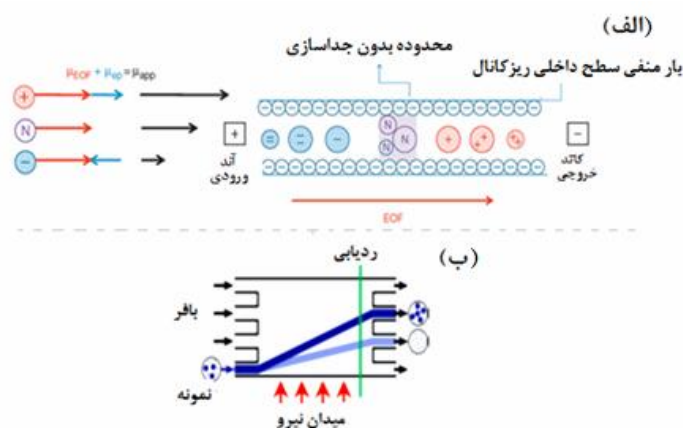 (الف)
محدوده بدون جداسازی
بار منفی سطح داخلی ریزکانال
μEOF + μep = μapp
+
N
−
+
آند
ورودی
N
N
N
−
کاتد
خروجی
EOF
(ب)
ردیابی
بافر
نمونه
میدان نیرو